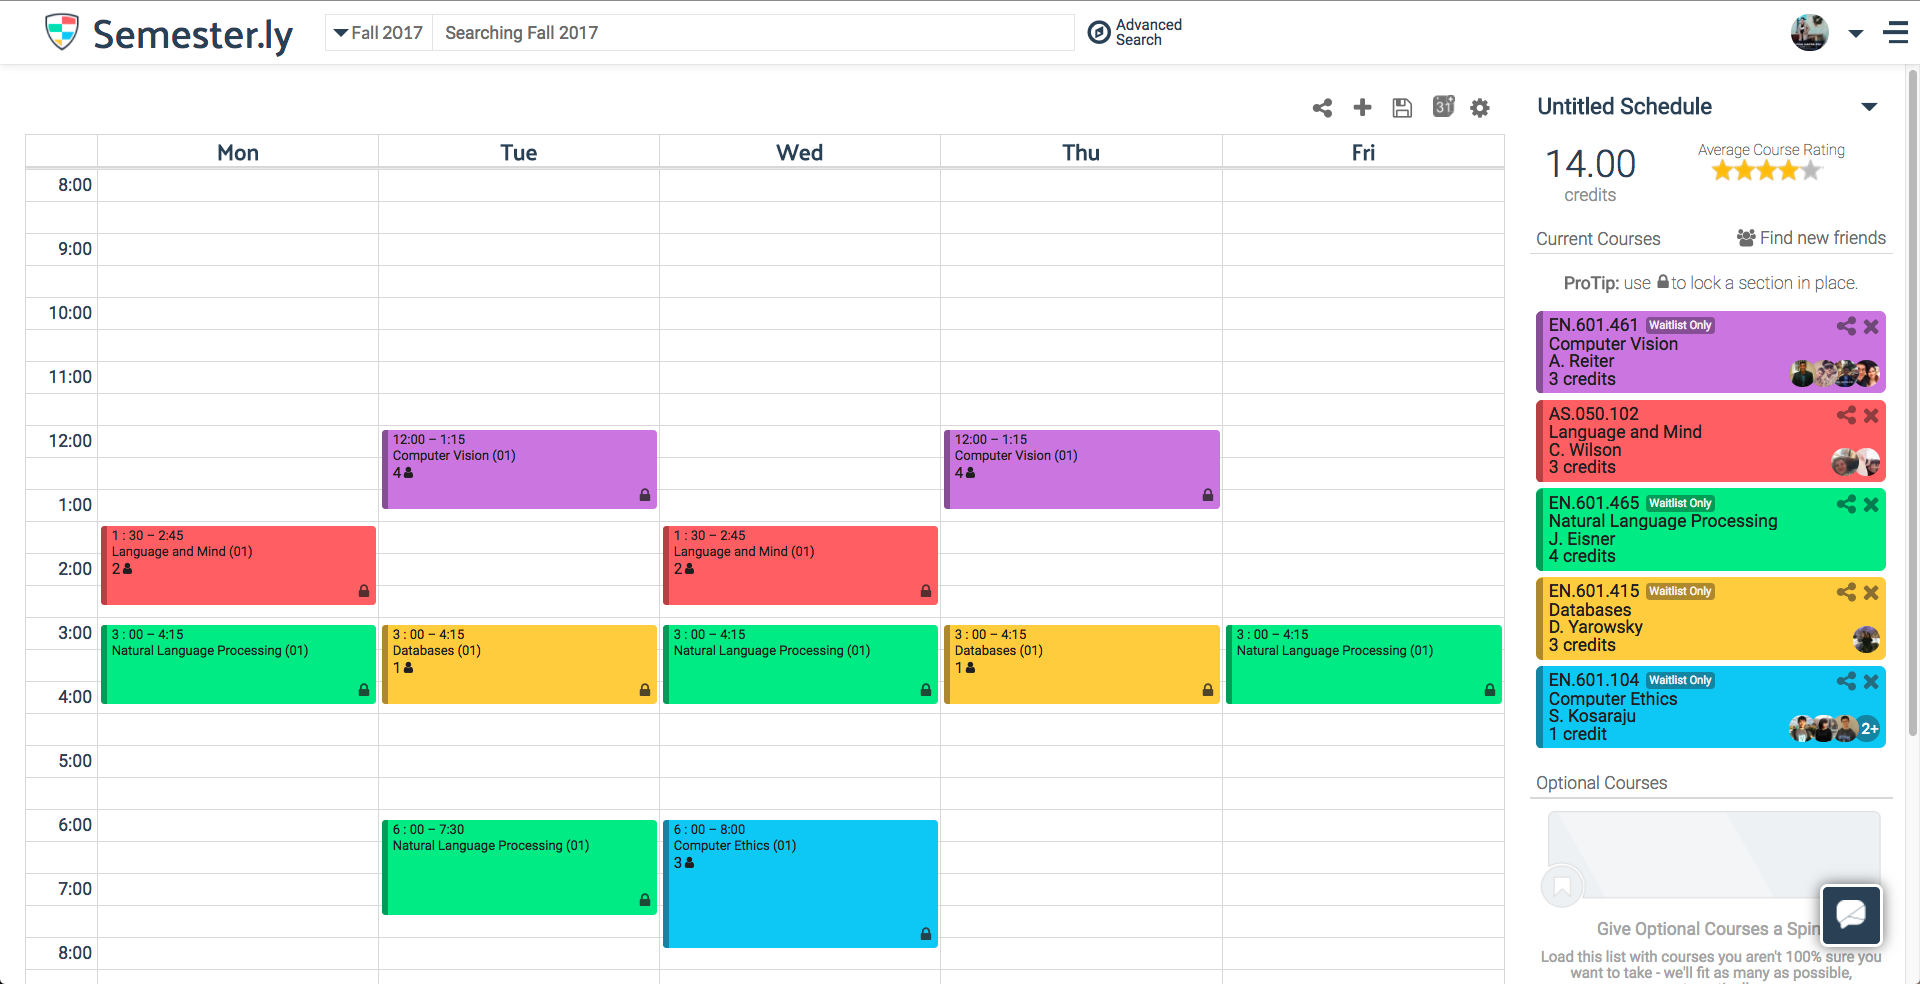 Semester.ly
Fall 2017
Searching Fall 2017
Advanced
Search
31
Mon Tue Wed Thu Fri
8:00
9:00
10:00
11:00
12:00
1:00
2:00
3:00
4:00
5:00
6:00
7:00
8:00
12:00 – 1:15
Computer Vision (01)
4
12:00 – 1:15
Computer Vision (01)
4
1 : 30 – 2:45
Language and Mind (01)
2
1 : 30 – 2:45
Language and Mind (01)
2
3 : 00 – 4:15
Natural Language Processing (01)
3 : 00 – 4:15
Databases (01)
1
3 : 00 – 4:15
Natural Language Processing (01)
3 : 00 – 4:15
Databases (01)
1
3 : 00 – 4:15
Natural Language Processing (01)
6 : 00 – 7:30
Natural Language Processing (01)
6 : 00 – 8:00
Computer Ethics (01)
3
Untitled Schedule
14.00
credits
Average Course Rating
Current Courses
Find new friends
ProTip: use to lock a section in place.
EN.601.461 Waitlist Only
Computer Vision
A. Reiter
3 credits
AS.050.102
Language and Mind
C. Wilson
3 credits
EN.601.465 Waitlist Only
Natural Language Processing
J. Eisner
4 credits
EN.601.415 Waitlist Only
Databases
D. Yarowsky
3 credits
EN.601.104 Waitlist Only
Computer Ethics
S. Kosaraju
1 credit
2+
Optional Courses
Give Optional Courses a Spin
Load this list with courses you aren't 100% sure you
want to take - we'll fit as many as possible,